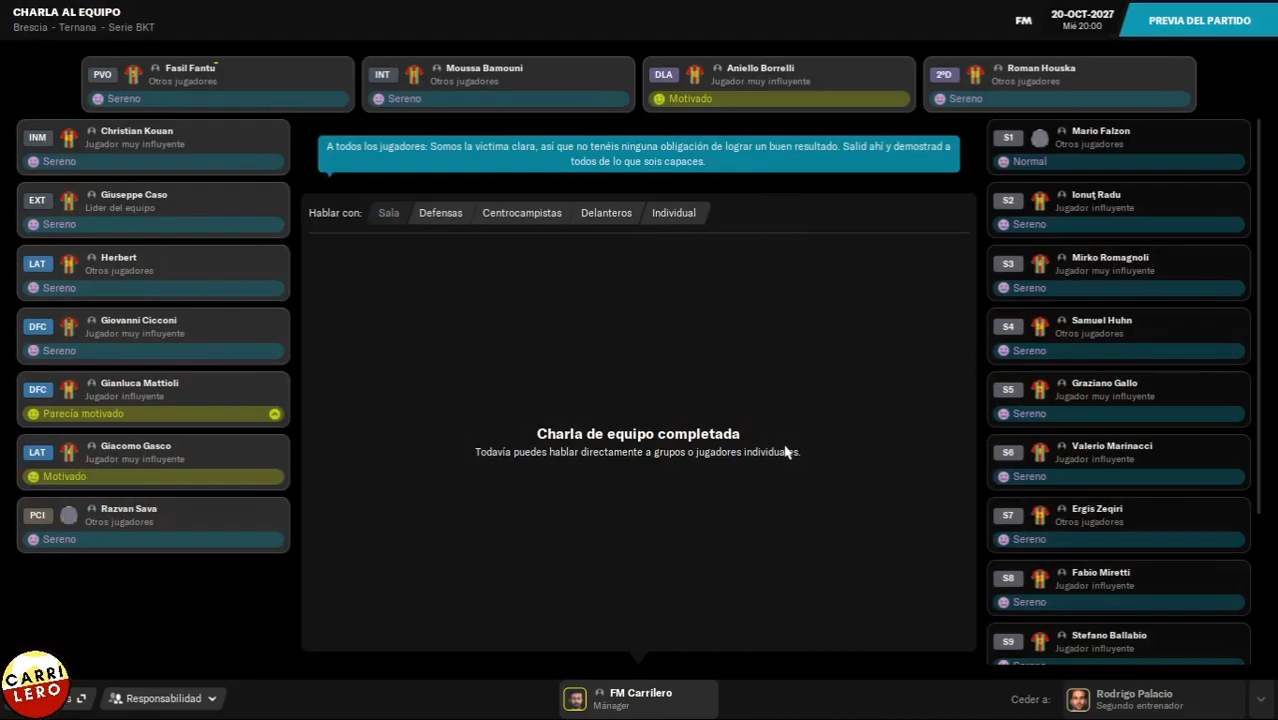 CHARLA AL EQUIPO
Brescia - Ternana - Serie BKT
FM
20-OCT-2027
Mié 20:00
PREVIA DEL PARTIDO
PVO
Fasil Fantu
Otros jugadores
Sereno
INT
Moussa Bamouni
Otros jugadores
Sereno
DLA
Aniello Borrelli
Jugador muy influyente
Motivado
2ºD
Roman Houska
Otros jugadores
Sereno
INM
Christian Kouan
Jugador muy influyente
Sereno
EXT
Giuseppe Caso
Líder del equipo
Sereno
LAT
Herbert
Otros jugadores
Sereno
DFC
Giovanni Cicconi
Jugador muy influyente
Sereno
DFC
Gianluca Mattioli
Jugador influyente
Parecía motivado
LAT
Giacomo Gasco
Jugador muy influyente
Motivado
PCI
Razvan Sava
Otros jugadores
Sereno
A todos los jugadores: Somos la víctima clara, así que no tenéis ninguna obligación de lograr un buen resultado. Salid ahí y demostrad a
todos de lo que sois capaces.
Hablar con: Sala Defensas Centrocampistas Delanteros Individual
Charla de equipo completada
Todavía puedes hablar directamente a grupos o jugadores individuales.
S1
Mario Falzon
Otros jugadores
Normal
S2
Ionuț Radu
Jugador influyente
Sereno
S3
Mirko Romagnoli
Jugador muy influyente
Sereno
S4
Samuel Huhn
Otros jugadores
Sereno
S5
Graziano Gallo
Jugador muy influyente
Sereno
S6
Valerio Marinacci
Jugador influyente
Sereno
S7
Ergis Zeqiri
Otros jugadores
Sereno
S8
Fabio Miretti
Jugador influyente
Sereno
S9
Stefano Ballabio
Jugador influyente
Sereno
CARRI
LERO
Responsabilidad
FM Carrilero
Mánager
Ceder a:
Rodrigo Palacio
Segundo entrenador